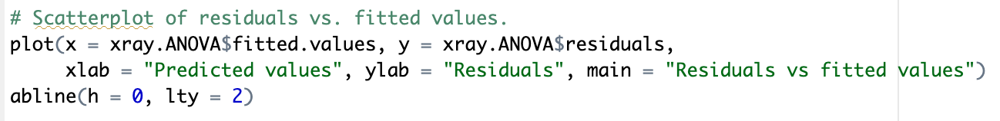 # Scatterplot of residuals vs. fitted values.
plot(x = xray.ANOVA$fitted.values, y = xray.ANOVA$residuals,
     xlab = "Predicted values", ylab = "Residuals", main = "Residuals vs fitted values")
abline(h = 0, lty = 2)